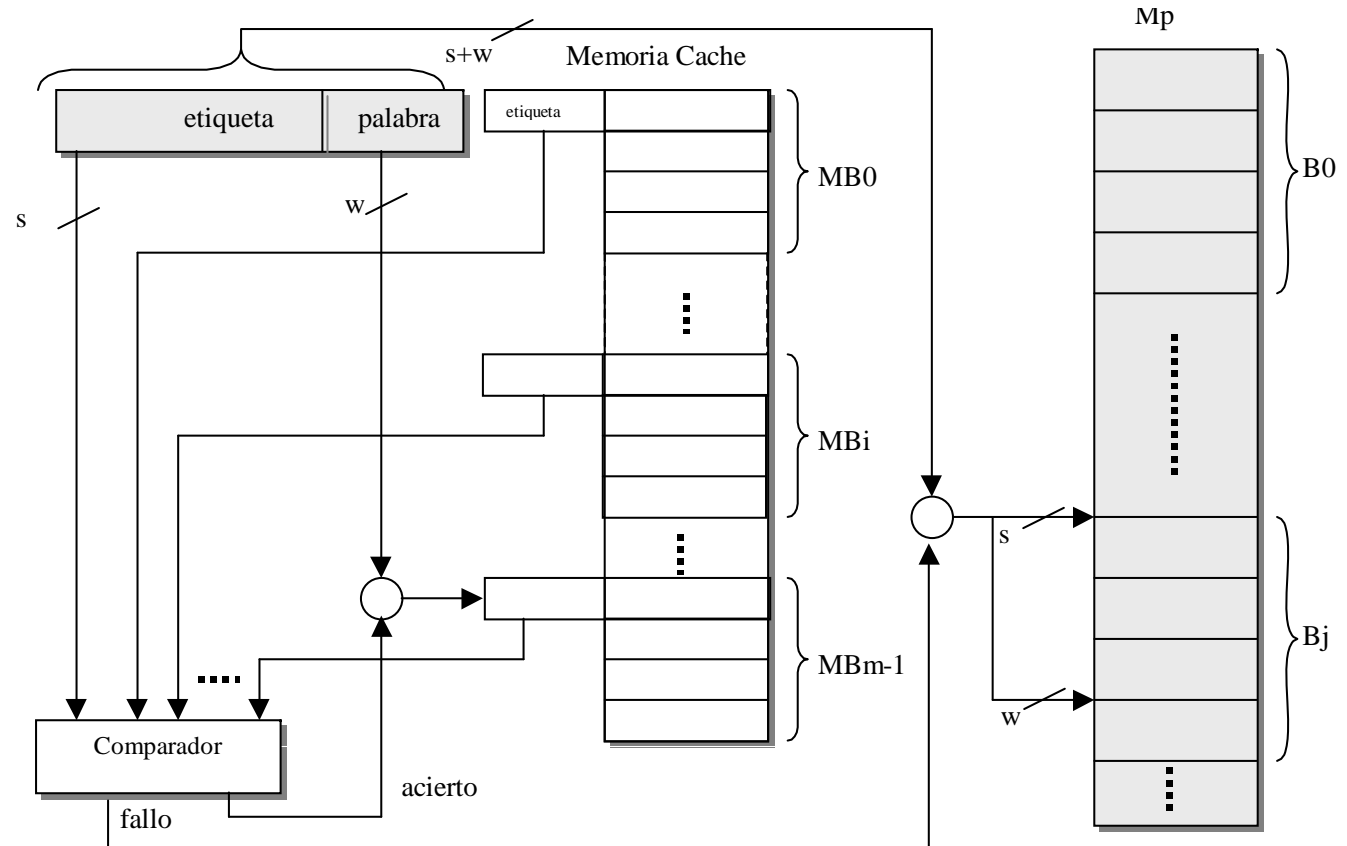 Mp
s+w
Memoria Cache
etiqueta
palabra
etiqueta
MB0
B0
s
w
MBi
s
MBm-1
Bj
w
Comparador
acierto
fallo